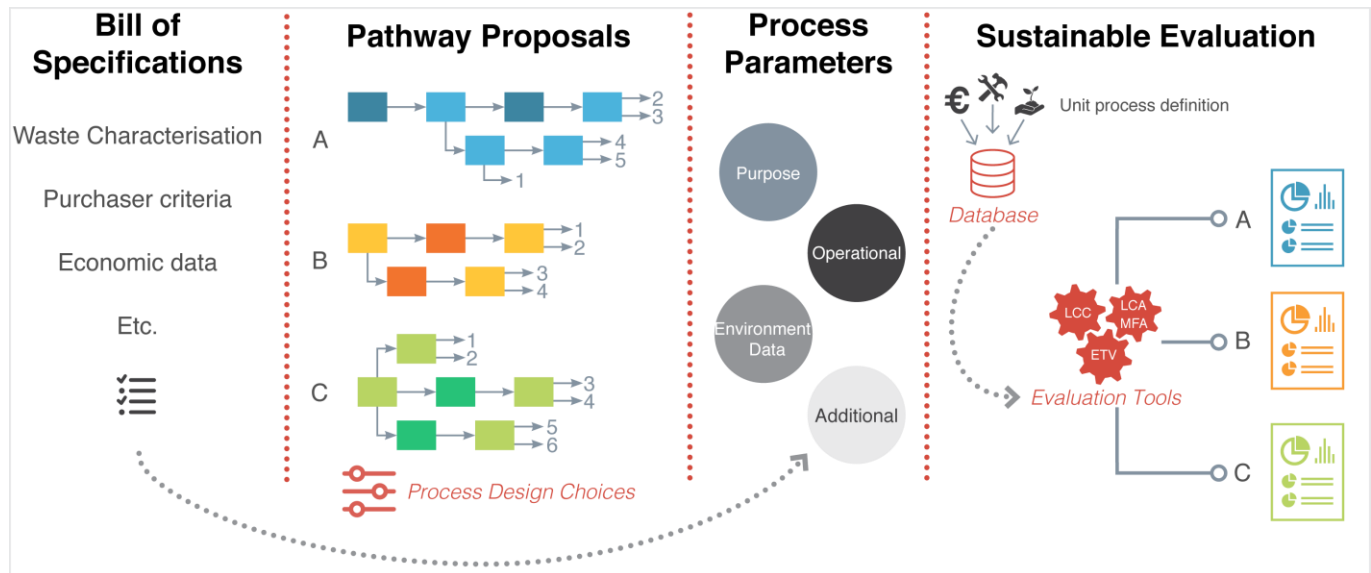 Bill of
Specifications
Waste Characterisation
Purchaser criteria
Economic data
Etc.
Pathway Proposals
A
2
3
4
5
1
B
1
2
3
4
C
1
2
3
4
5
6
Process Design Choices
Process
Parameters
Purpose
Operational
Environment
Data
Additional
Sustainable Evaluation
€
Unit process definition
Database
LCC
LCA
MFA
ETV
Evaluation Tools
A
B
C